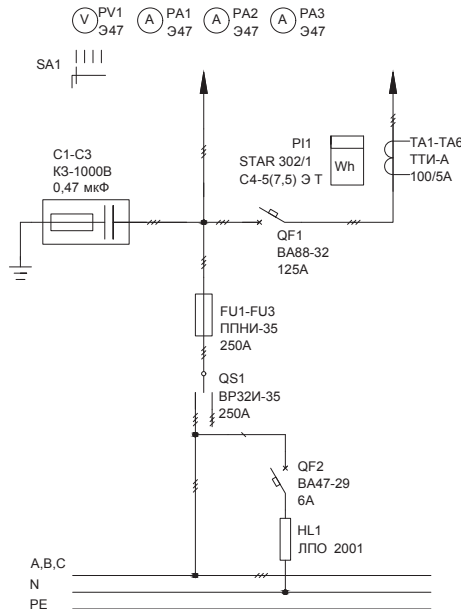 V
PV1
Э47
A
PA1
Э47
A
PA2
Э47
A
PA3
Э47
SA1
C1-C3
КЗ-1000В
0,47 мкФ
PI1
STAR 302/1
C4-5(7,5) Э Т
Wh
TA1-TA6
ТТИ-А
100/5А
QF1
ВА88-32
125А
FU1-FU3
ППНИ-35
250А
QS1
ВР32И-35
250А
QF2
ВА47-29
6А
HL1
ЛПО 2001
A,B,C
N
PE